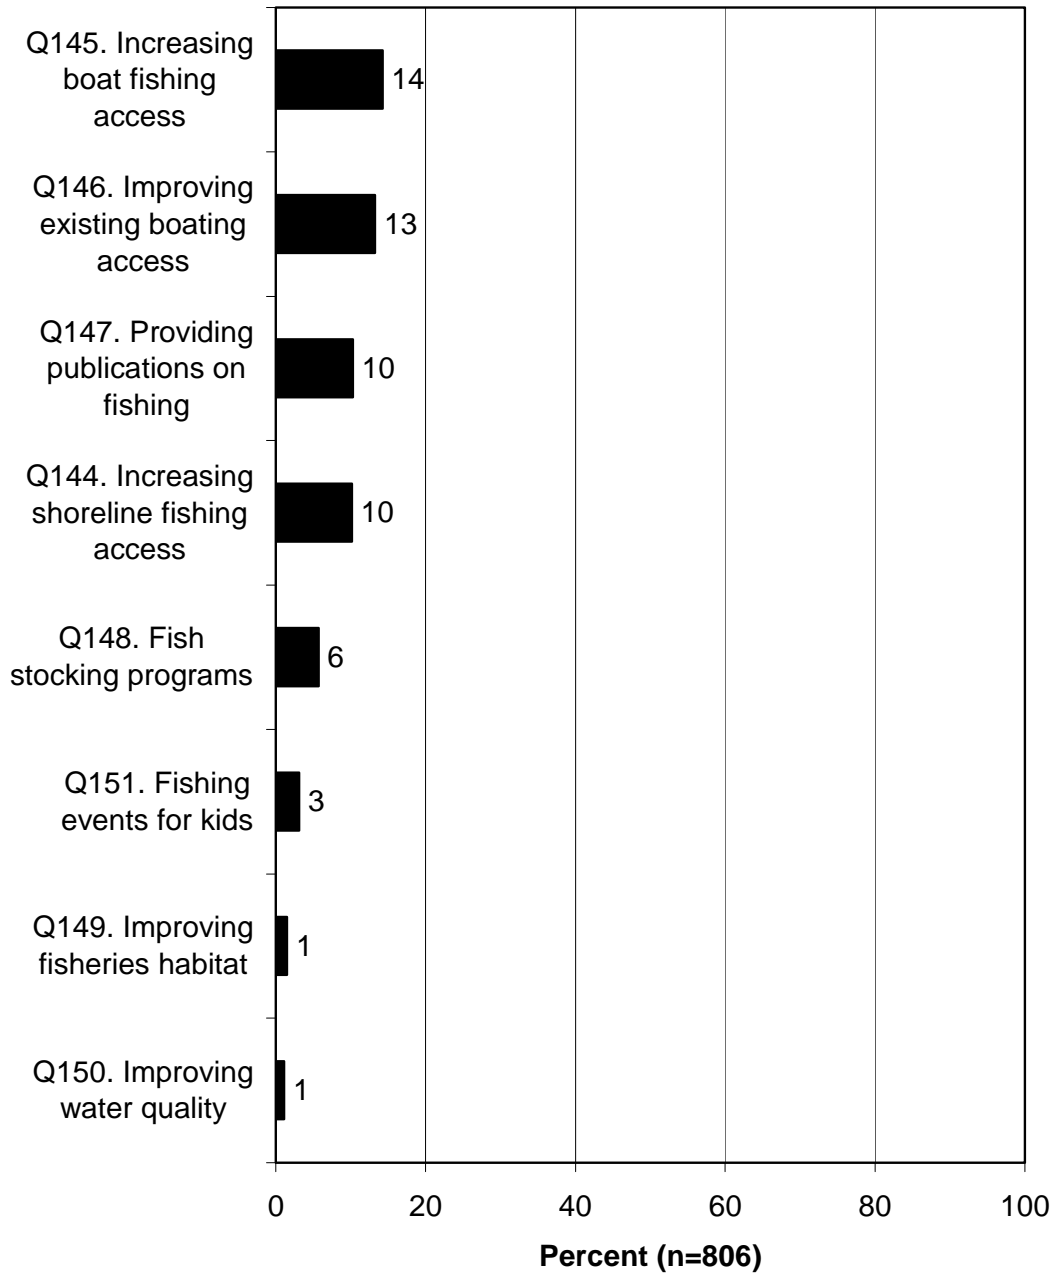 Q145. Increasing
boat fishing
access
14
Q146. Improving
existing boating
access
13
Q147. Providing
publications on
fishing
10
Q144. Increasing
shoreline fishing
access
10
Q148. Fish
stocking programs
6
Q151. Fishing
events for kids
3
Q149. Improving
fisheries habitat
1
Q150. Improving
water quality
1
0 20 40 60 80 100
Percent (n=806)